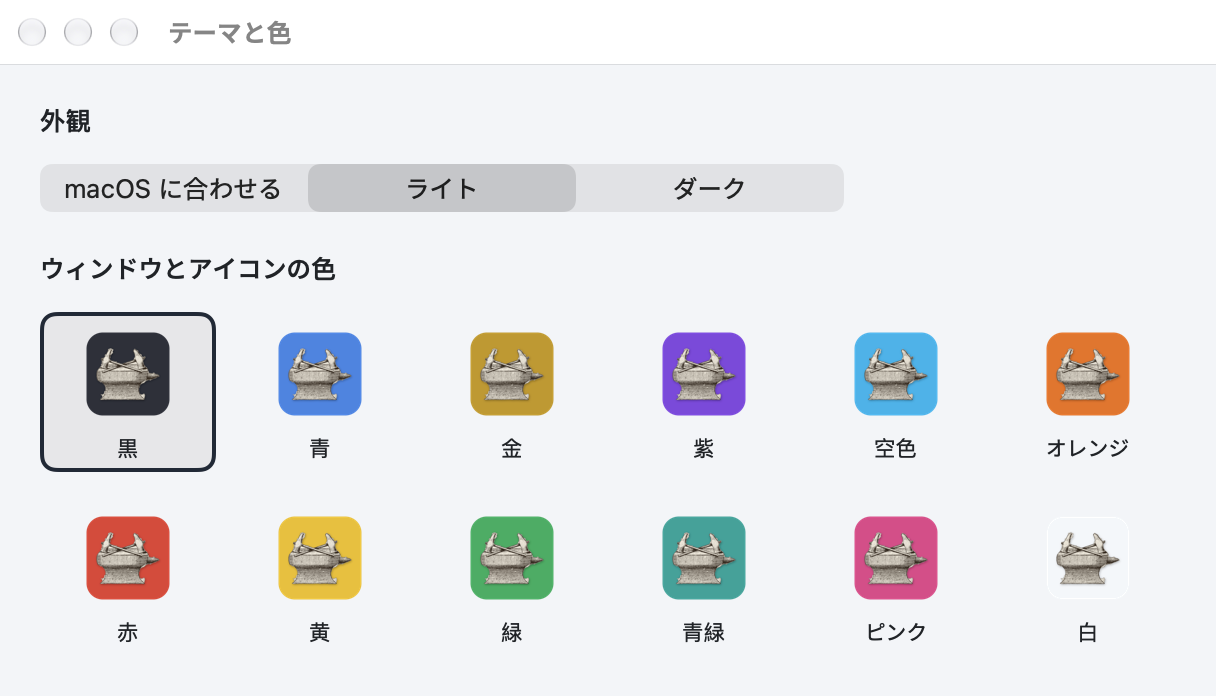 テーマと色
外観
macOS に合わせる ライト ダーク
ウィンドウとアイコンの色
黒 青 金 紫 空色 オレンジ
赤 黄 緑 青緑 ピンク 白